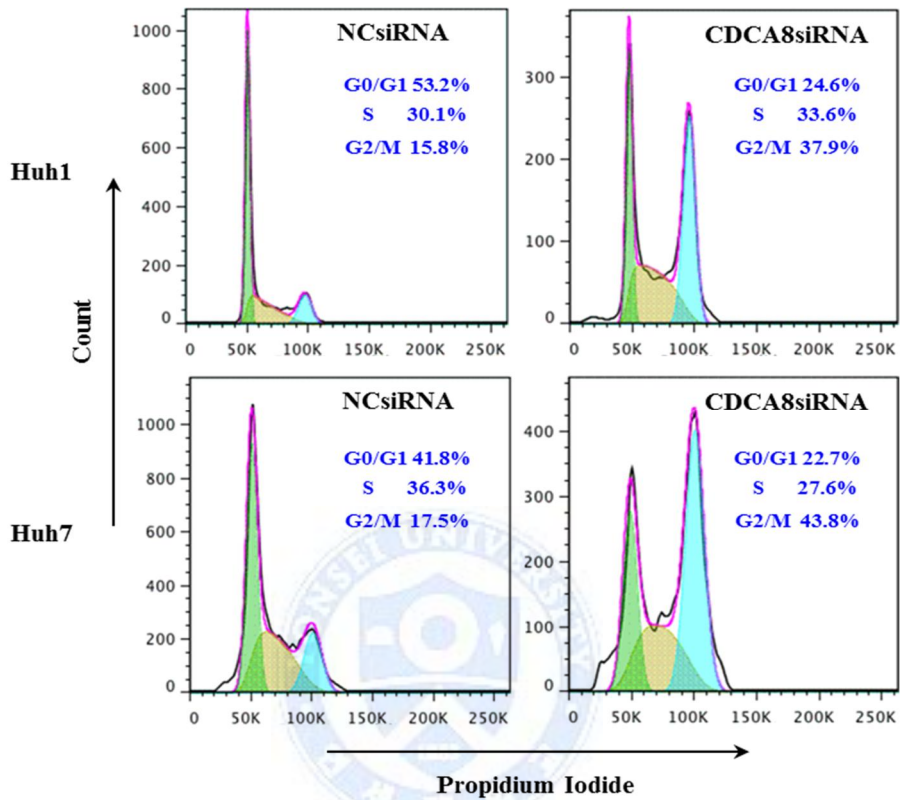 NCsiRNA
G0/G1 53.2%
S 30.1%
G2/M 15.8%
1000
800
600
400
200
0
0 50K 100K 150K 200K 250K
CDCA8siRNA
G0/G1 24.6%
S 33.6%
G2/M 37.9%
300
200
100
0
0 50K 100K 150K 200K 250K
Huh1
Count
Huh7
NCsiRNA
G0/G1 41.8%
S 36.3%
G2/M 17.5%
1000
800
600
400
200
0
0 50K 100K 150K 200K 250K
CDCA8siRNA
G0/G1 22.7%
S 27.6%
G2/M 43.8%
400
300
200
100
0
0 50K 100K 150K 200K 250K
Propidium Iodide
UNIVERSITY